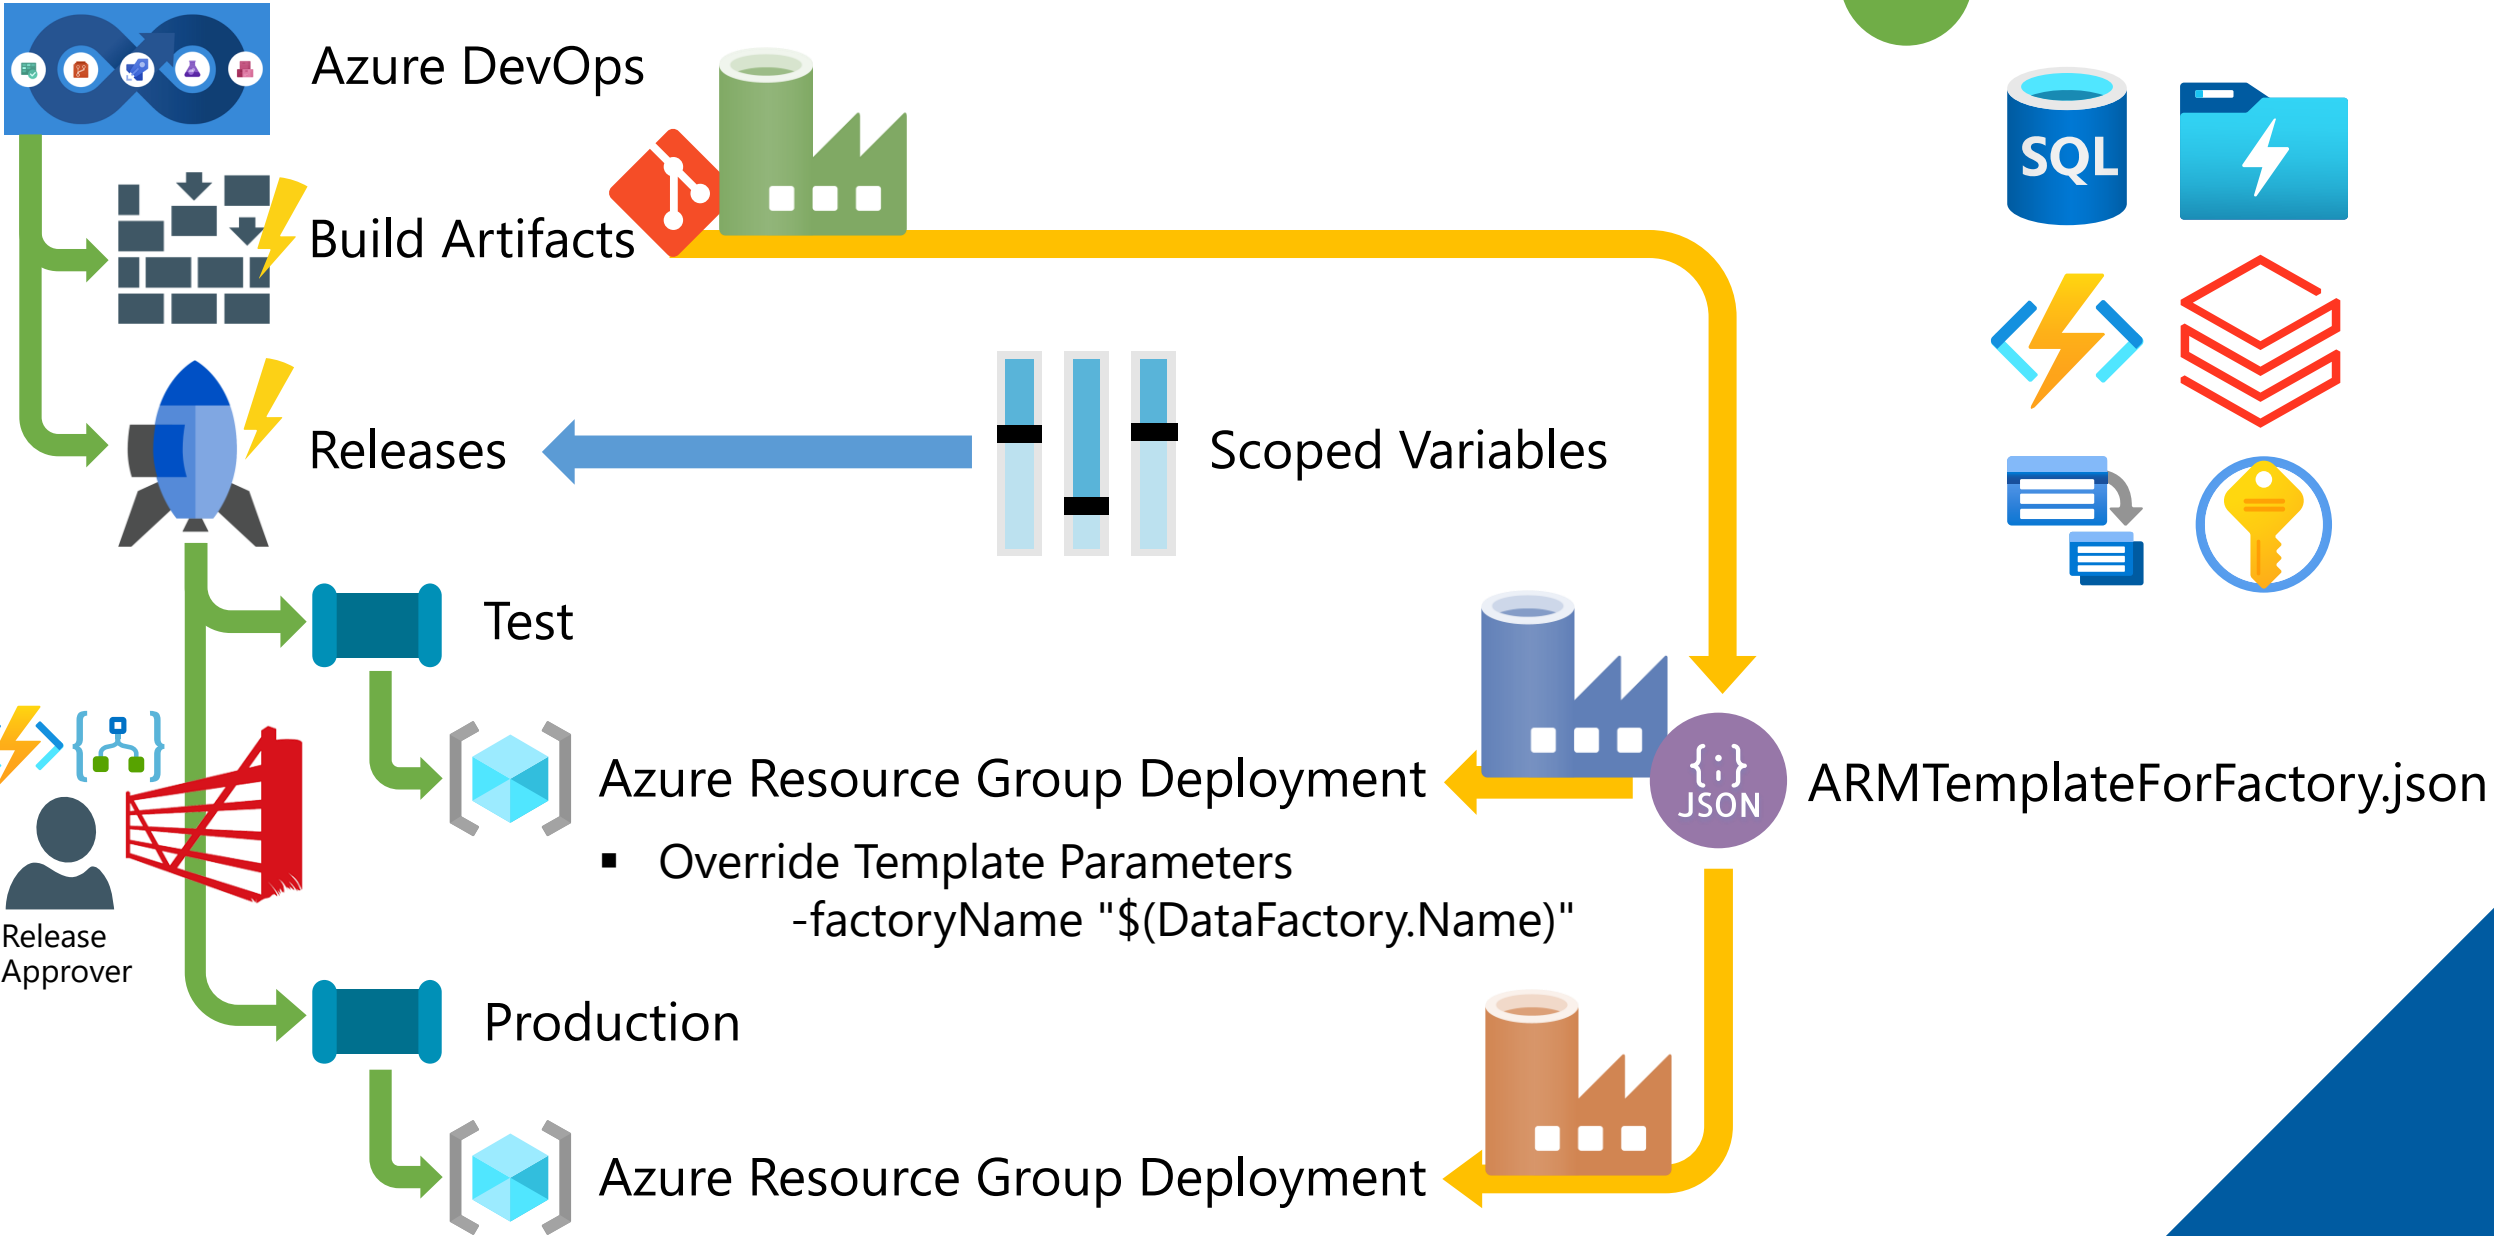 Azure DevOps
SQL
Build Artifacts
Releases
Scoped Variables
Test
Azure Resource Group Deployment
{;}
JSON
ARMTemplateForFactory.json
▪ Override Template Parameters
-factoryName "$(DataFactory.Name)"
Release
Approver
Production
Azure Resource Group Deployment